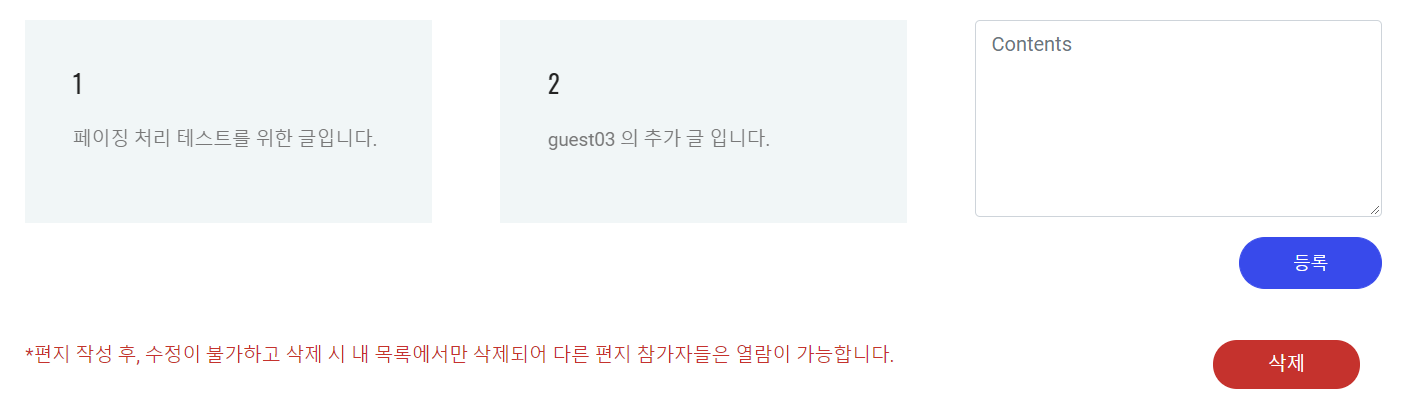 1
페이징 처리 테스트를 위한 글입니다.
2
guest03 의 추가 글 입니다.
Contents
등록
*편지 작성 후, 수정이 불가하고 삭제 시 내 목록에서만 삭제되어 다른 편지 참가자들은 열람이 가능합니다.
삭제